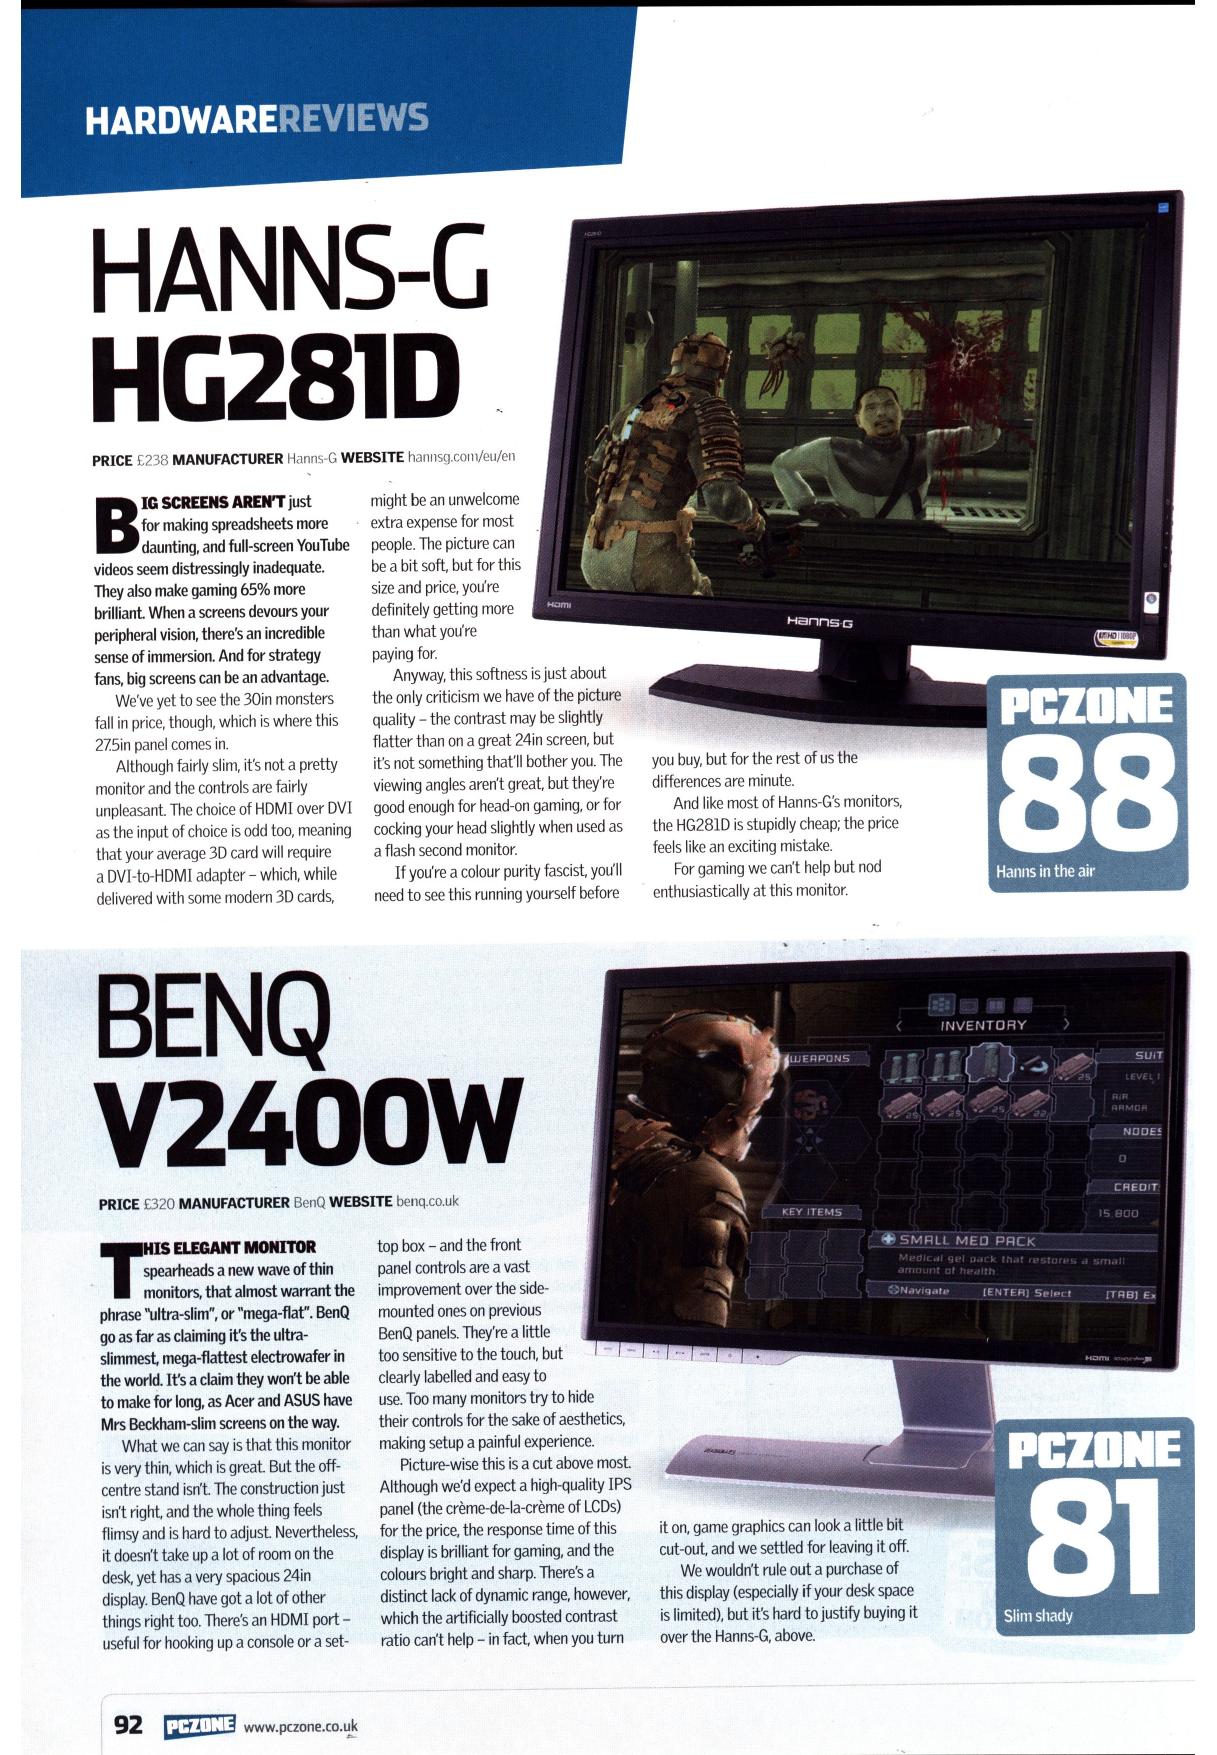 HARDWAREREVIEWS
HANNS-G
HG281D
PRICE £238 MANUFACTURER Hanns-G WEBSITE hannsg.com/eu/en
BIG SCREENS AREN'T just
for making spreadsheets more
daunting, and full-screen YouTube
videos seem distressingly inadequate.
They also make gaming 65% more
brilliant. When a screens devours your
peripheral vision, there's an incredible
sense of immersion. And for strategy
fans, big screens can be an advantage.
We've yet to see the 30in monsters
fall in price, though, which is where this
27.5in panel comes in.
Although fairly slim, it's not a pretty
monitor and the controls are fairly
unpleasant. The choice of HDMI over DVI
as the input of choice is odd too, meaning
that your average 3D card will require
a DVI-to-HDMI adapter – which, while
delivered with some modern 3D cards,
might be an unwelcome
extra expense for most
people. The picture can
be a bit soft, but for this
size and price, you're
definitely getting more
than what you're
paying for.
Anyway, this softness is just about
the only criticism we have of the picture
quality – the contrast may be slightly
flatter than on a great 24in screen, but
it's not something that'll bother you. The
viewing angles aren't great, but they're
good enough for head-on gaming, or for
cocking your head slightly when used as
a flash second monitor.
If you're a colour purity fascist, you'll
need to see this running yourself before
you buy, but for the rest of us the
differences are minute.
And like most of Hanns-G's monitors,
the HG281D is stupidly cheap; the price
feels like an exciting mistake.
For gaming we can't help but nod
enthusiastically at this monitor.
HG281D
HDMI
HANNS-G
HD 1080P
PCZONE
88
Hanns in the air
BENQ
V2400W
PRICE £320 MANUFACTURER BenQ WEBSITE benq.co.uk
THIS ELEGANT MONITOR
spearheads a new wave of thin
monitors, that almost warrant the
phrase "ultra-slim", or "mega-flat". BenQ
go as far as claiming it's the ultra-
slimmest, mega-flattest electrowafer in
the world. It's a claim they won't be able
to make for long, as Acer and ASUS have
Mrs Beckham-slim screens on the way.
What we can say is that this monitor
is very thin, which is great. But the off-
centre stand isn't. The construction just
isn't right, and the whole thing feels
flimsy and is hard to adjust. Nevertheless,
it doesn't take up a lot of room on the
desk, yet has a very spacious 24in
display. BenQ have got a lot of other
things right too. There's an HDMI port –
useful for hooking up a console or a set-
top box – and the front
panel controls are a vast
improvement over the side-
mounted ones on previous
BenQ panels. They're a little
too sensitive to the touch, but
clearly labelled and easy to
use. Too many monitors try to hide
their controls for the sake of aesthetics,
making setup a painful experience.
Picture-wise this is a cut above most.
Although we'd expect a high-quality IPS
panel (the crème-de-la-crème of LCDs)
for the price, the response time of this
display is brilliant for gaming, and the
colours bright and sharp. There's a
distinct lack of dynamic range, however,
which the artificially boosted contrast
ratio can't help – in fact, when you turn
it on, game graphics can look a little bit
cut-out, and we settled for leaving it off.
We wouldn't rule out a purchase of
this display (especially if your desk space
is limited), but it's hard to justify buying it
over the Hanns-G, above.
INVENTORY
WEAPONS
SUIT
LEVEL 1
AIR
ARMOR
25
25 25 25 22
NODES
0
CREDIT
15,800
KEY ITEMS
SMALL MED PACK
Medical gel pack that restores a small
amount of health.
Navigate [ENTER] Select [TAB] Ex
HDMI
PCZONE
81
Slim shady
92 PCZONE www.pczone.co.uk